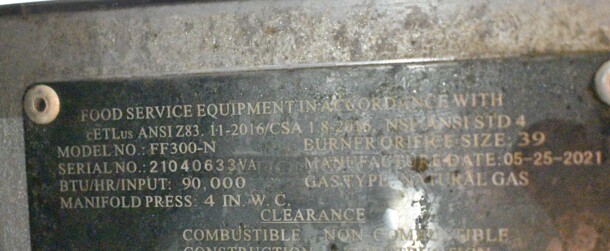 FOOD SERVICE EQUIPMENT IN ACCORDANCE WITH
cETLus ANSI Z83. 11-2016/CSA 1.8-2016, NSF/ANSI STD 4
MODEL NO.: FF300-N BURNER ORIFICE SIZE: 39
SERIAL NO.: 21040633VA MANUFACTURE DATE: 05-25-2021
BTU/HR/INPUT: 90,000 GAS TYPE: NATURAL GAS
MANIFOLD PRESS: 4 IN. W. C.
CLEARANCE
COMBUSTIBLE NON-COMBUSTIBLE
CONSTRUCTION